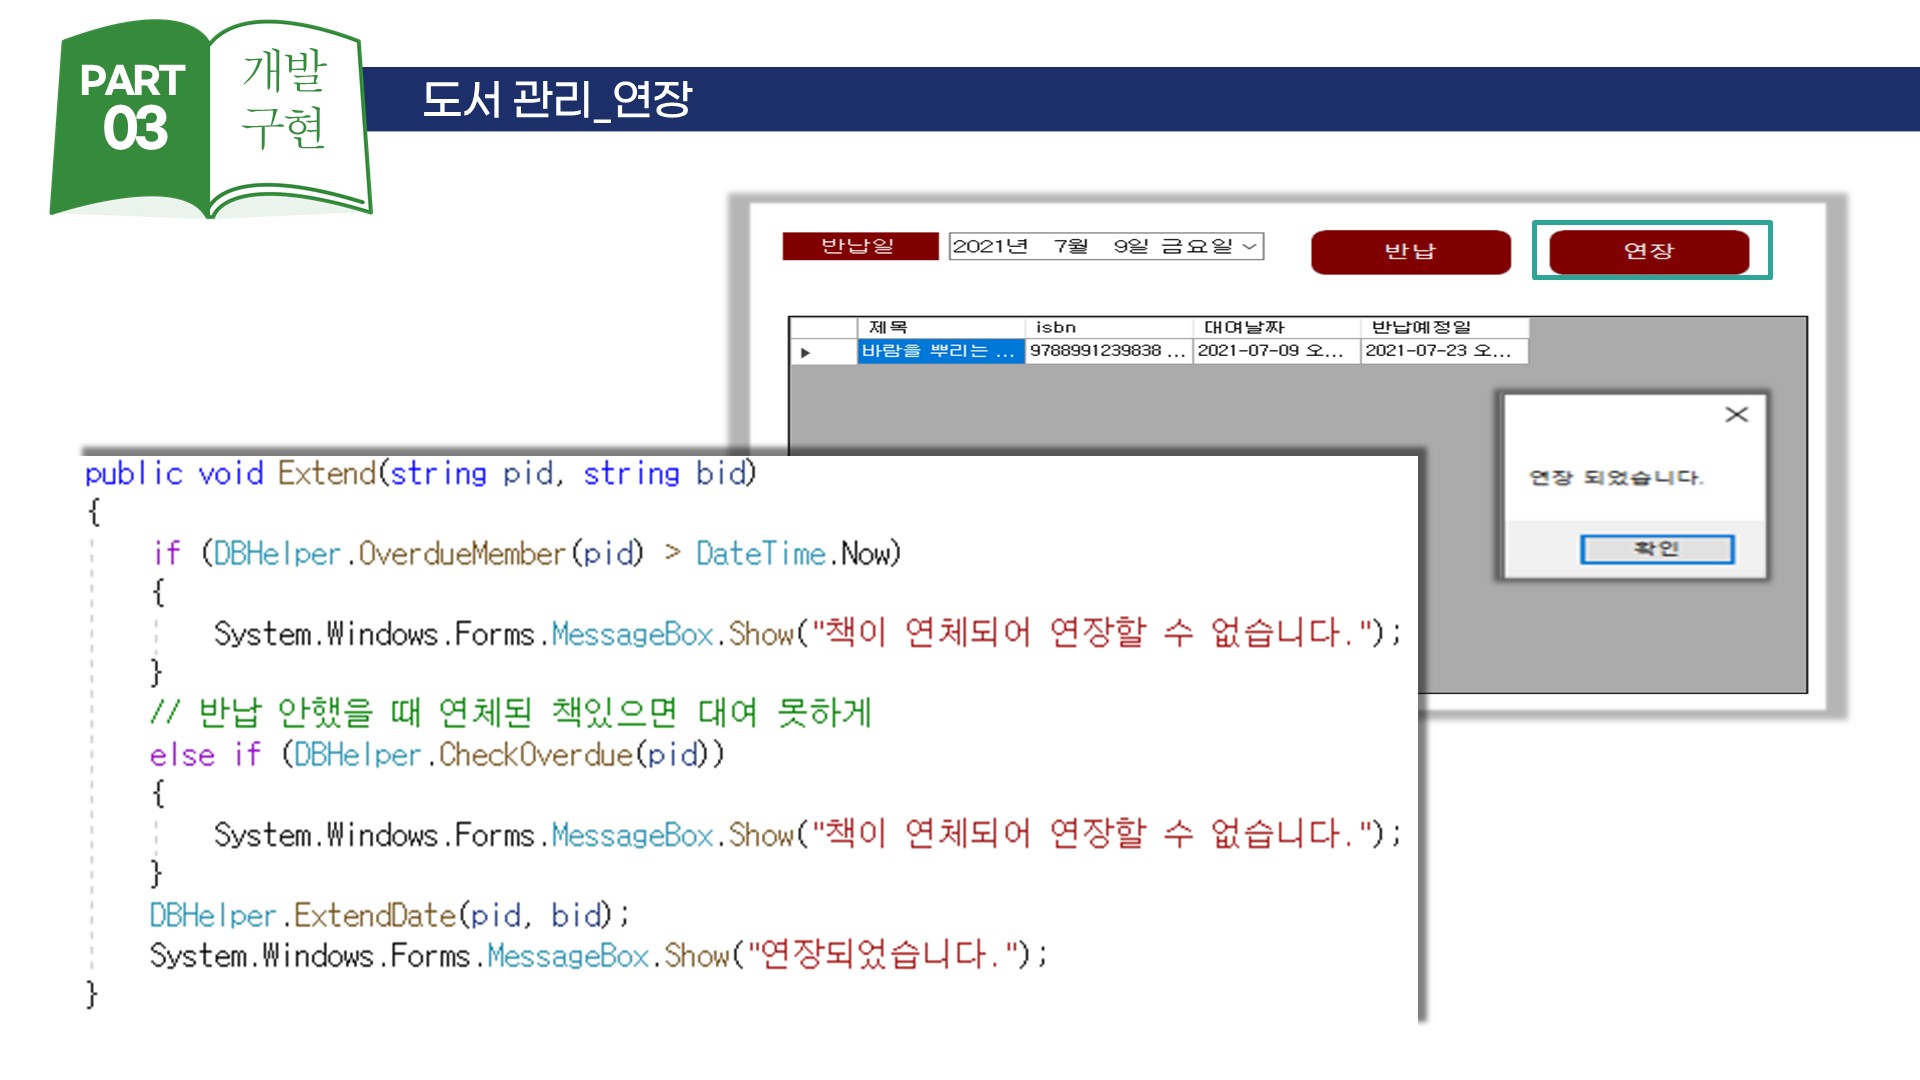 PART
03
개발
구현
도서 관리_연장
반납일 2021년 7월 9일 금요일 반납 연장
제목 isbn 대여날짜 반납예정일
바람을 뿌리는 ... 9788991239838 ... 2021-07-09 오... 2021-07-23 오...
연장 되었습니다.
확인
public void Extend(string pid, string bid)
{
if (DBHelper.OverdueMember(pid) > DateTime.Now)
{
System.Windows.Forms.MessageBox.Show("책이 연체되어 연장할 수 없습니다.");
}
// 반납 안했을 때 연체된 책있으면 대여 못하게
else if (DBHelper.CheckOverdue(pid))
{
System.Windows.Forms.MessageBox.Show("책이 연체되어 연장할 수 없습니다.");
}
DBHelper.ExtendDate(pid, bid);
System.Windows.Forms.MessageBox.Show("연장되었습니다.");
}